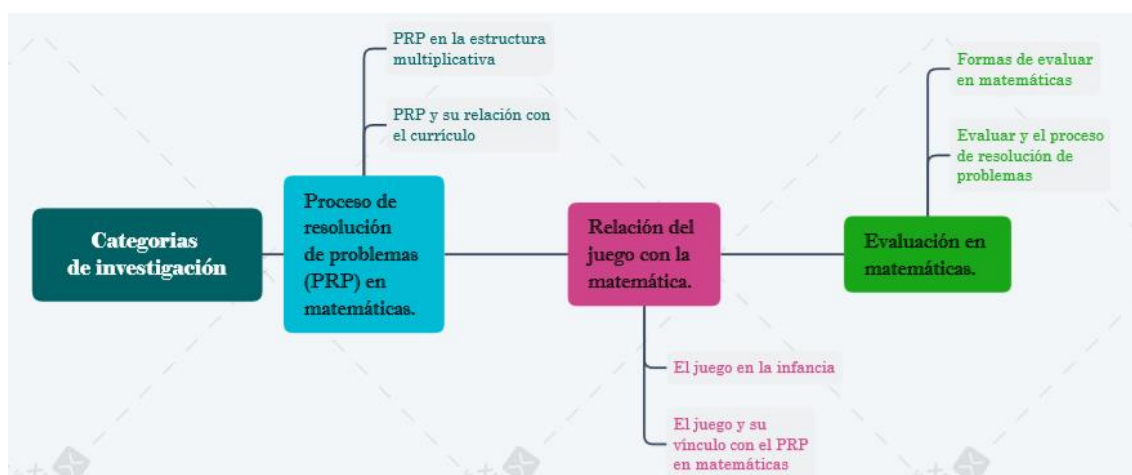 PRP en la estructura
multiplicativa
PRP y su relación con
el currículo
Formas de evaluar
en matemáticas
Evaluar y el proceso
de resolución de
problemas
Categorias
de investigación
Proceso de
resolución
de problemas
(PRP) en
matemáticas.
Relación del
juego con la
matemática.
Evaluación en
matemáticas.
El juego en la infancia
El juego y su
vínculo con el PRP
en matemáticas